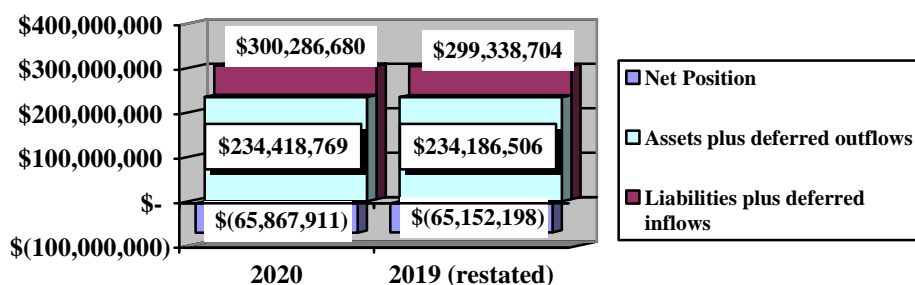 $400,000,000
$300,000,000
$200,000,000
$100,000,000
$-
$(100,000,000)
$300,286,680
$299,338,704
$234,418,769
$234,186,506
$(65,867,911)
$(65,152,198)
2020
2019 (restated)
Net Position
Assets plus deferred outflows
Liabilities plus deferred
inflows